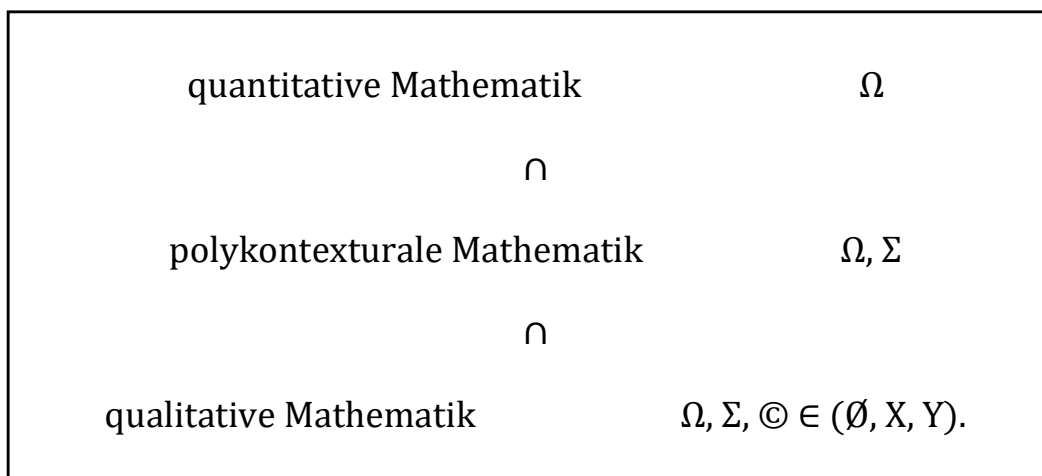 quantitative Mathematik Ω
∩
polykontexturale Mathematik Ω, Σ
∩
qualitative Mathematik Ω, Σ, © ∈ (Ø, X, Y).